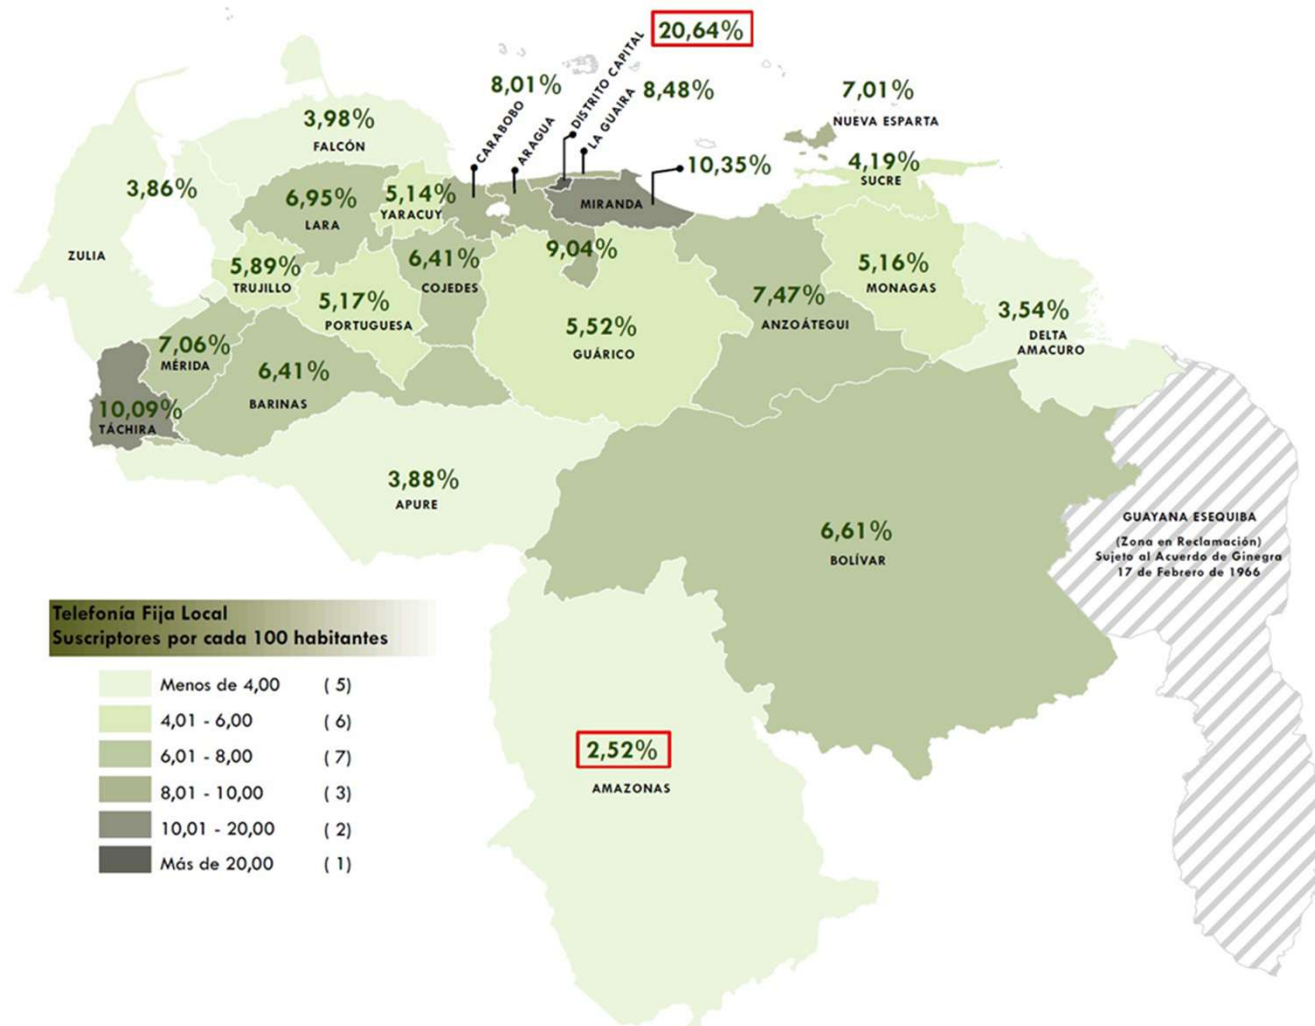 20,64%
DISTRITO CAPITAL
8,01%
CARABOBO
ARAGUA
LA GUAIRA
8,48%
7,01%
NUEVA ESPARTA
3,98%
FALCÓN
10,35%
MIRANDA
4,19%
SUCRE
3,86%
ZULIA
6,95%
LARA
5,14%
YARACUY
9,04%
6,41%
COJEDES
5,89%
TRUJILLO
5,17%
PORTUGUESA
5,16%
MONAGAS
7,47%
ANZOÁTEGUI
3,54%
DELTA
AMACURO
5,52%
GUÁRICO
7,06%
MÉRIDA
6,41%
BARINAS
10,09%
TÁCHIRA
3,88%
APURE
6,61%
BOLÍVAR
GUAYANA ESEQUIBA
(Zona en Reclamación)
Sujeto al Acuerdo de Ginegra
17 de Febrero de 1966
Telefonía Fija Local
Suscriptores por cada 100 habitantes
Menos de 4,00 ( 5)
4,01 - 6,00 ( 6)
6,01 - 8,00 ( 7)
8,01 - 10,00 ( 3)
10,01 - 20,00 ( 2)
Más de 20,00 ( 1)
2,52%
AMAZONAS